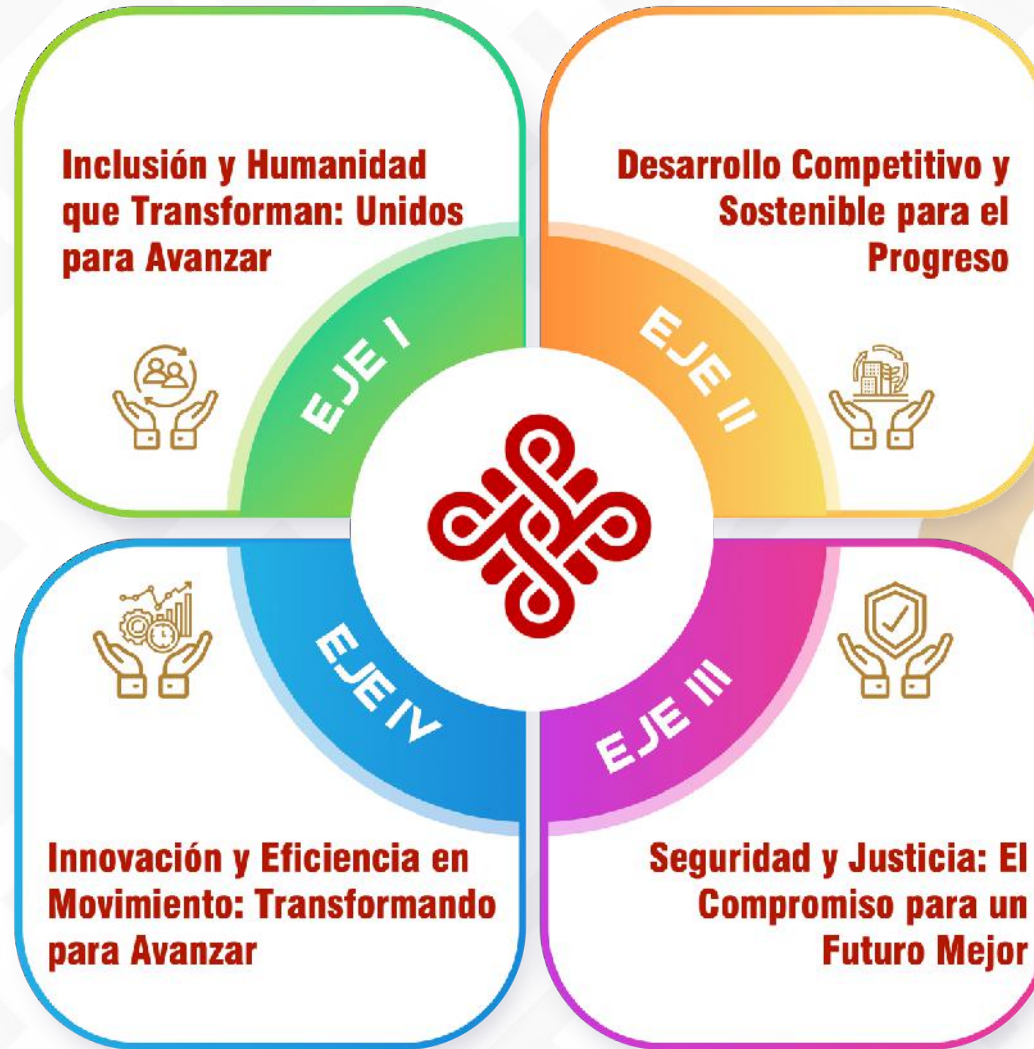 Inclusión y Humanidad
que Transforman: Unidos
para Avanzar
EJE I
Desarrollo Competitivo y
Sostenible para el
Progreso
EJE II
EJE IV
Innovación y Eficiencia en
Movimiento: Transformando
para Avanzar
EJE III
Seguridad y Justicia: El
Compromiso para un
Futuro Mejor